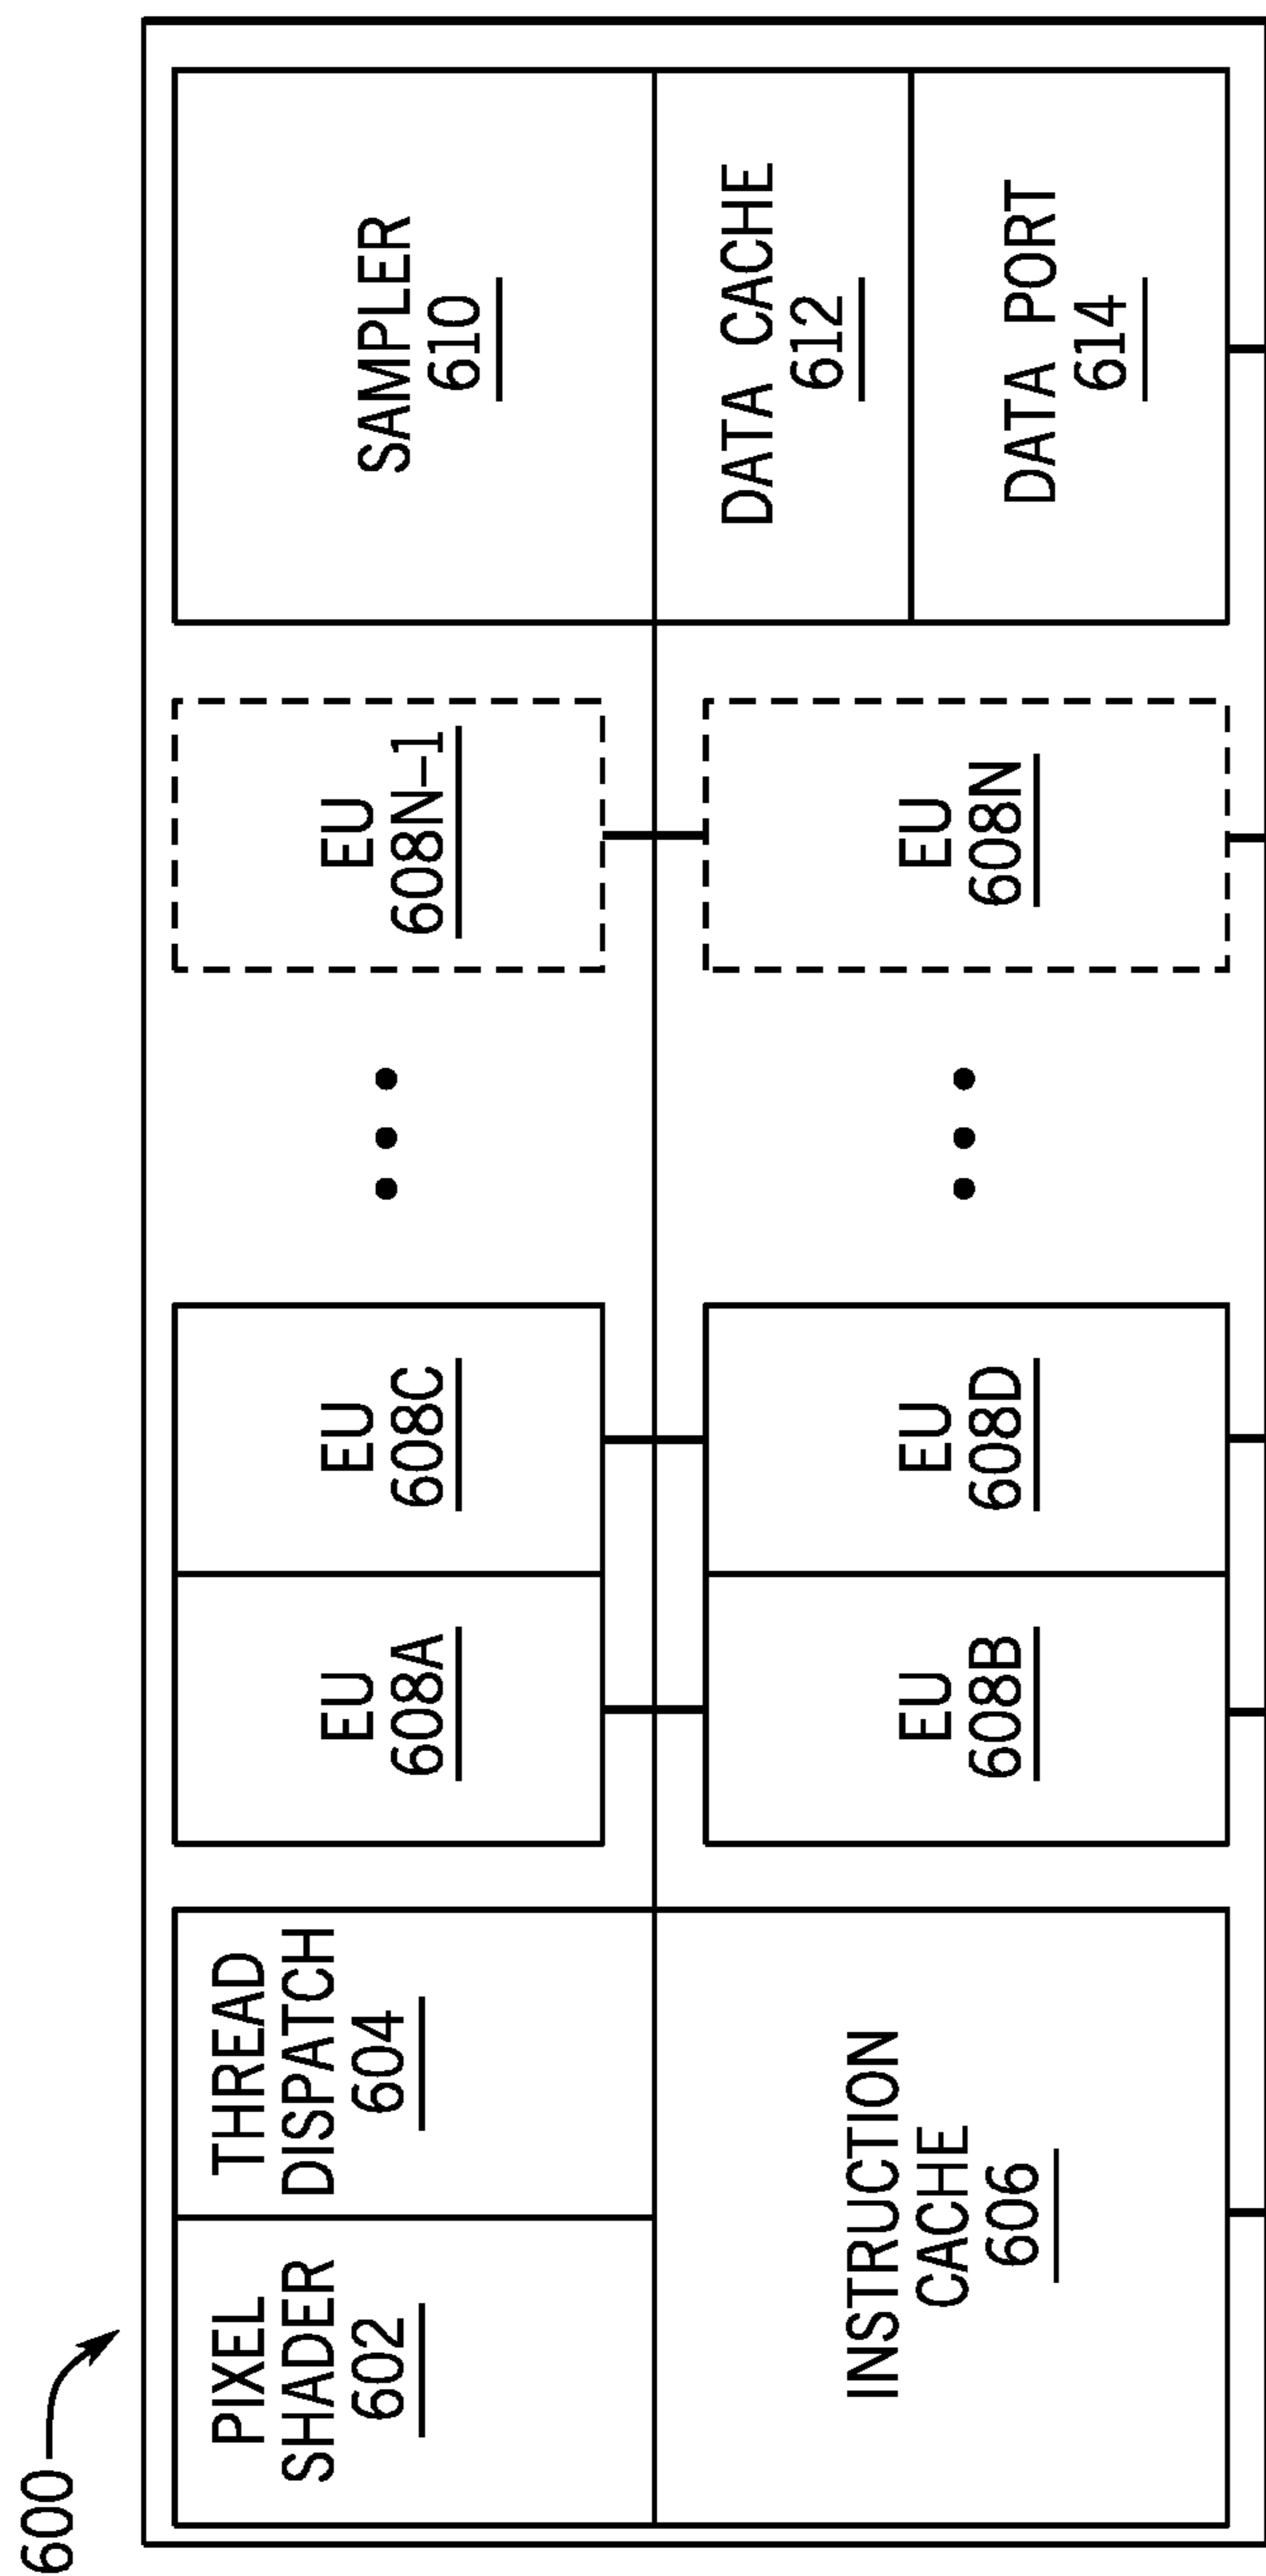 600
PIXEL
SHADER
602
THREAD
DISPATCH
604
INSTRUCTION
CACHE
606
EU
608A
EU
608C
EU
608B
EU
608D
EU
608N-1
EU
608N
SAMPLER
610
DATA CACHE
612
DATA PORT
614